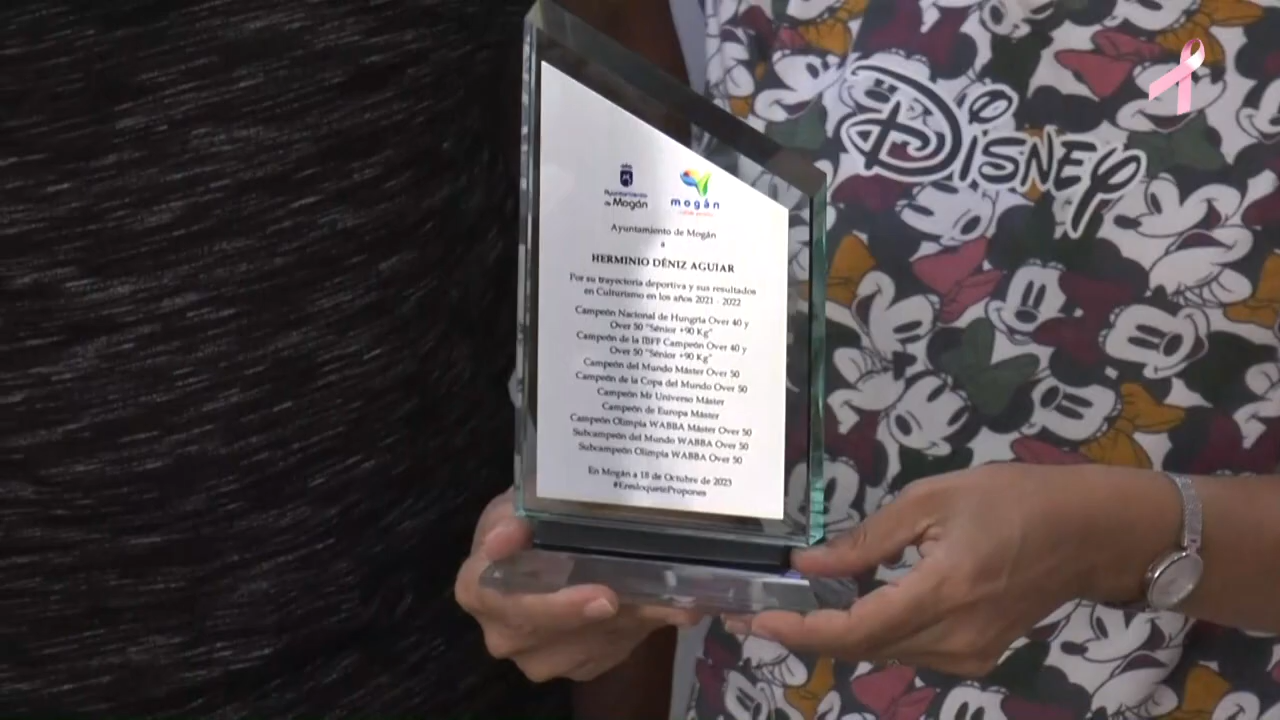 DISNEY
Ayuntamiento
de Mogán
mogán
Ayuntamiento de Mogán
a
HERMINIO DÉNIZ AGUIAR
Por su trayectoria deportiva y sus resultados
en Culturismo en los años 2021 - 2022
Campeón Nacional de Hungría Over 40 y
Over 50 "Sénior +90 Kg"
Campeón de la IBFF Campeón Over 40 y
Over 50 "Sénior +90 Kg"
Campeón del Mundo Máster Over 50
Campeón de la Copa del Mundo Over 50
Campeón Mr Universo Máster
Campeón de Europa Máster
Campeón Olimpia WABBA Máster Over 50
Subcampeón del Mundo WABBA Over 50
Subcampeón Olimpia WABBA Over 50
En Mogán a 18 de Octubre de 2023
#EresloquetePropones